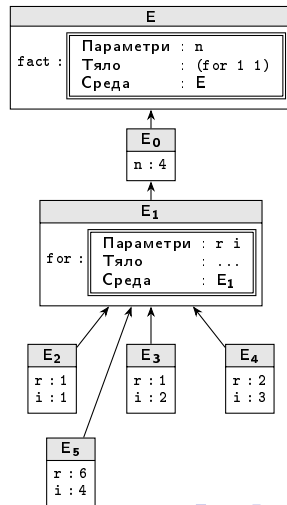 E
Параметри : n
fact : Тяло : (for 1 1)
Среда : E
E₀
n : 4
E₁
Параметри : r i
for : Тяло : ...
Среда : E₁
E₂
r : 1
i : 1
E₃
r : 1
i : 2
E₄
r : 2
i : 3
E₅
r : 6
i : 4